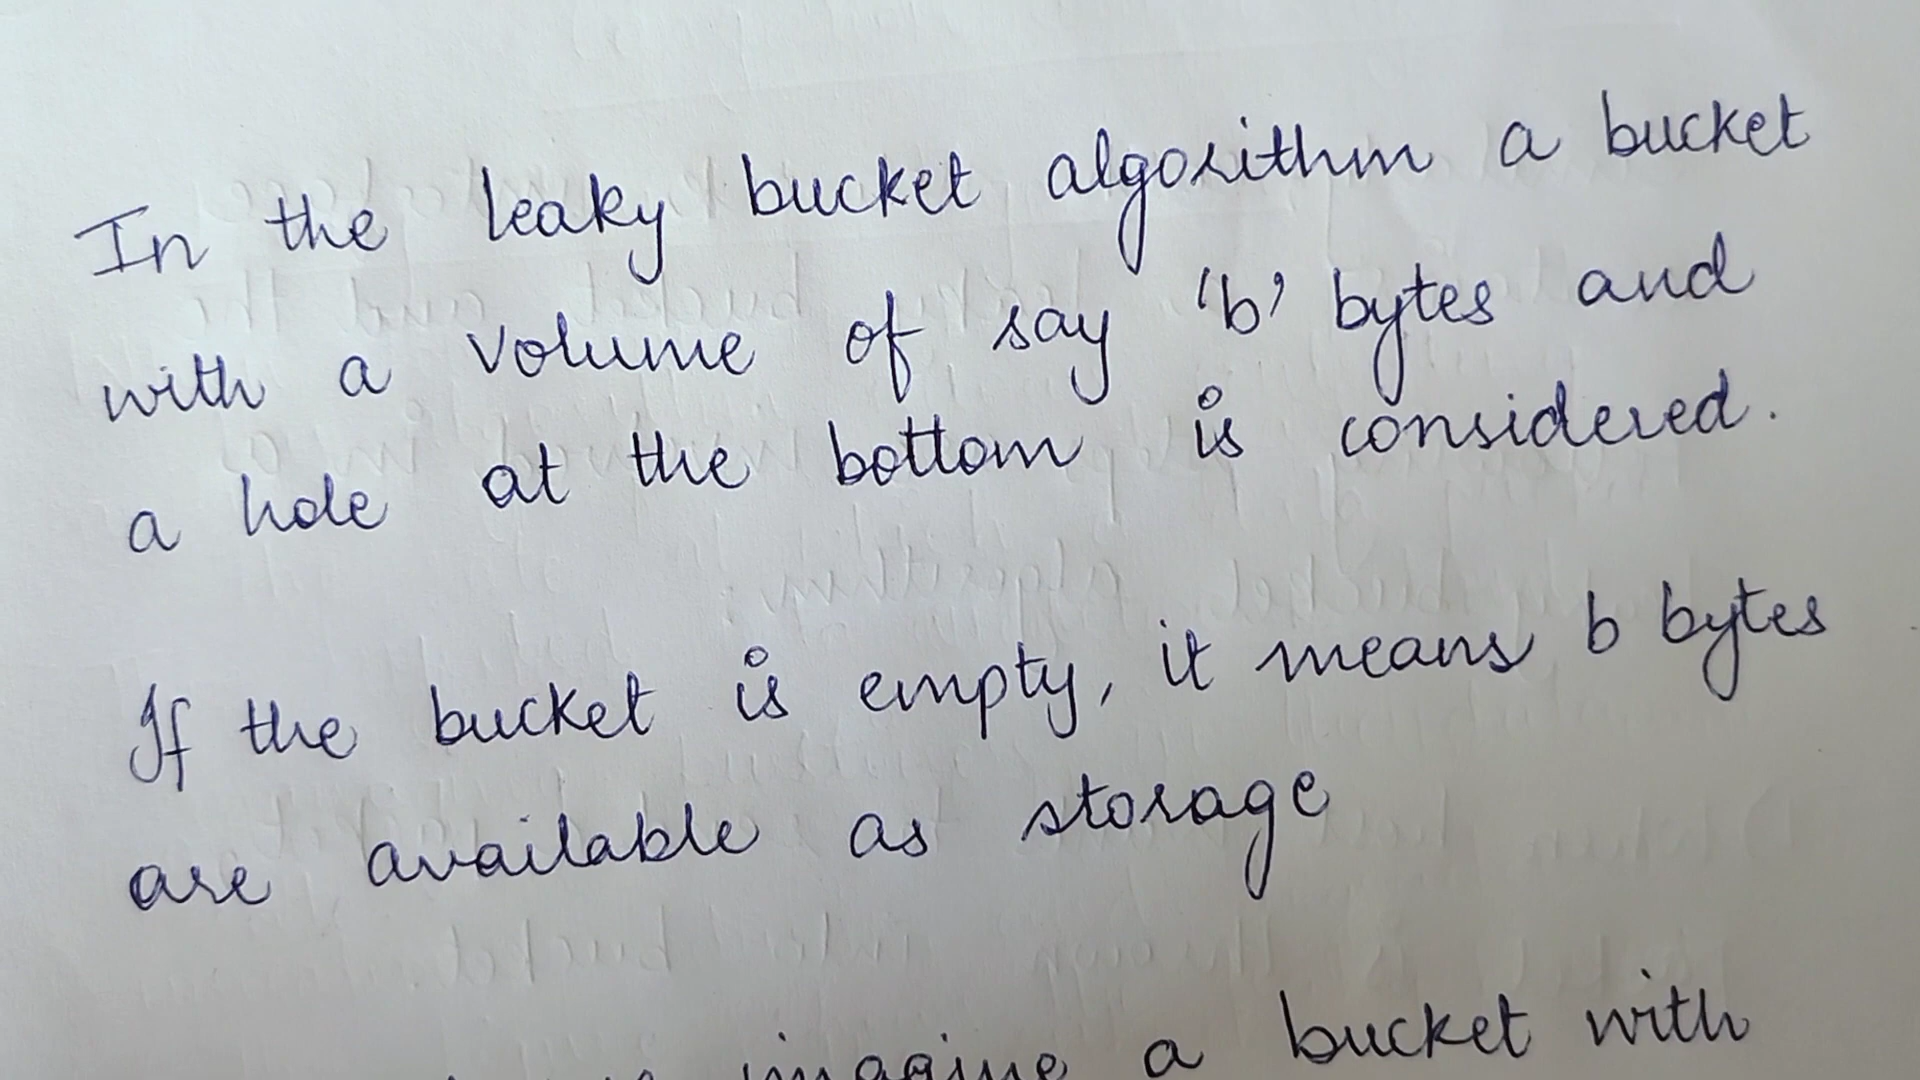 In the leaky bucket algorithm a bucket
with a volume of say 'b' bytes and
a hole at the bottom is considered.
If the bucket is empty, it means b bytes
are available as storage
imagine a bucket with